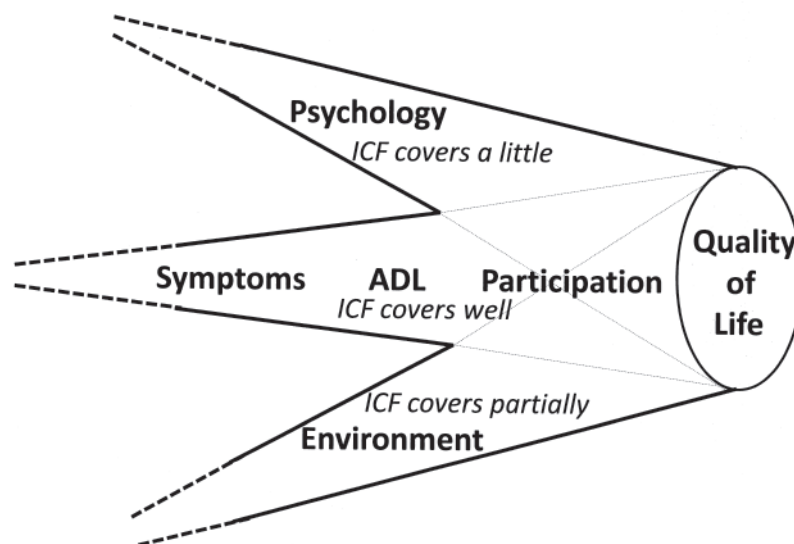 Psychology
ICF covers a little
Symptoms ADL Participation
ICF covers well
Quality
of
Life
ICF covers partially
Environment